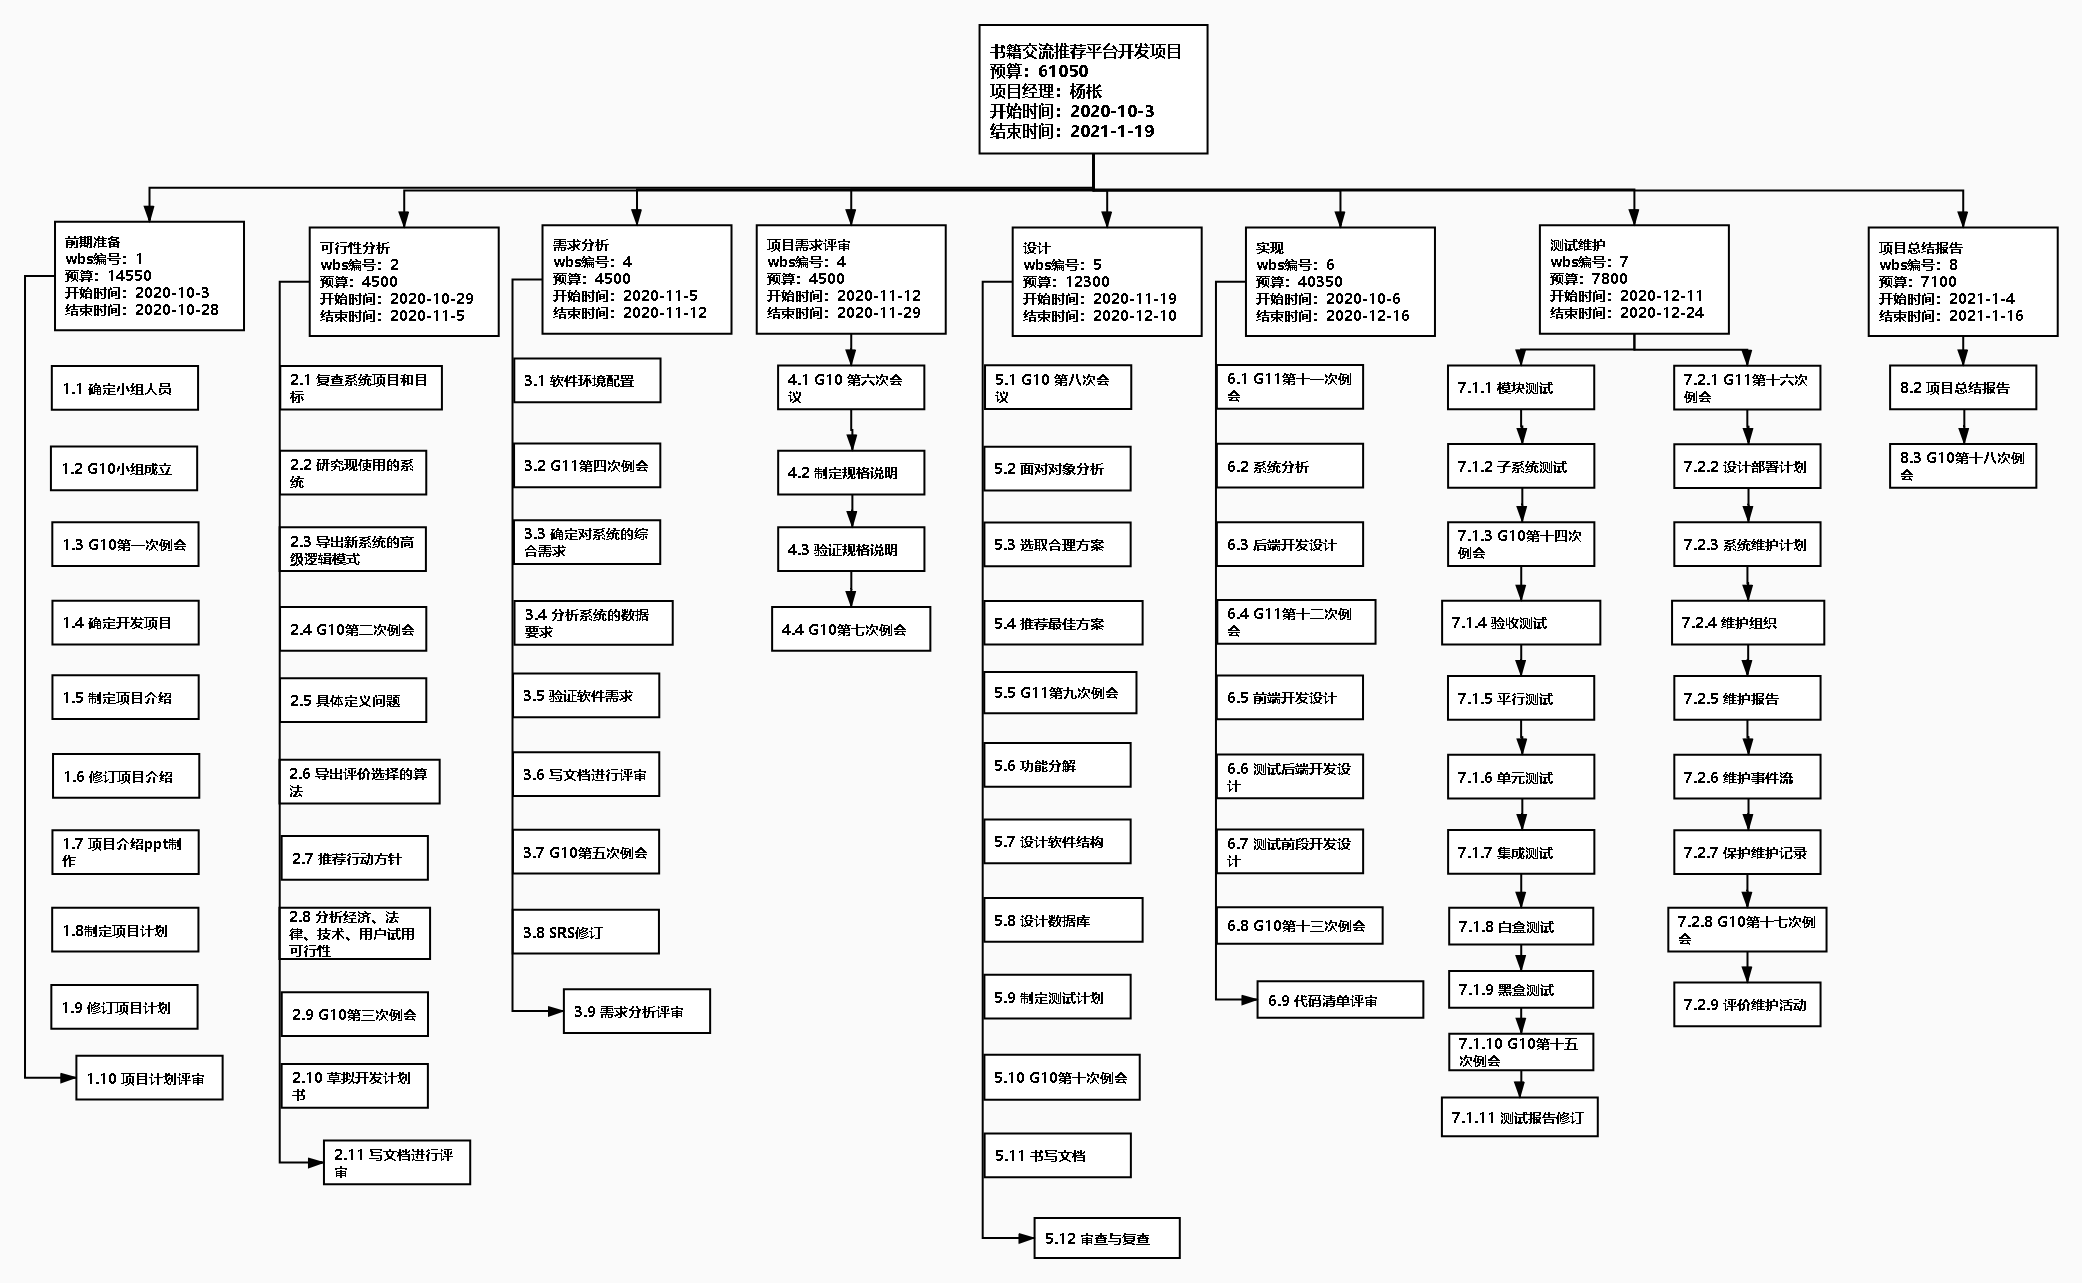 书籍交流推荐平台开发项目
预算：61050
项目经理：杨枨
开始时间：2020-10-3
结束时间：2021-1-19
前期准备
wbs编号：1
预算：14550
开始时间：2020-10-3
结束时间：2020-10-28
1.1 确定小组人员
1.2 G10小组成立
1.3 G10第一次例会
1.4 确定开发项目
1.5 制定项目介绍
1.6 修订项目介绍
1.7 项目介绍ppt制
作
1.8制定项目计划
1.9 修订项目计划
1.10 项目计划评审
可行性分析
wbs编号：2
预算：4500
开始时间：2020-10-29
结束时间：2020-11-5
2.1 复查系统项目和目
标
2.2 研究现使用的系
统
2.3 导出新系统的高
级逻辑模式
2.4 G10第二次例会
2.5 具体定义问题
2.6 导出评价选择的算
法
2.7 推荐行动方针
2.8 分析经济、法
律、技术、用户试用
可行性
2.9 G10第三次例会
2.10 草拟开发计划
书
2.11 写文档进行评
审
需求分析
wbs编号：4
预算：4500
开始时间：2020-11-5
结束时间：2020-11-12
3.1 软件环境配置
3.2 G11第四次例会
3.3 确定对系统的综
合需求
3.4 分析系统的数据
要求
3.5 验证软件需求
3.6 写文档进行评审
3.7 G10第五次例会
3.8 SRS修订
3.9 需求分析评审
项目需求评审
wbs编号：4
预算：4500
开始时间：2020-11-12
结束时间：2020-11-29
4.1 G10 第六次会
议
4.2 制定规格说明
4.3 验证规格说明
4.4 G10第七次例会
设计
wbs编号：5
预算：12300
开始时间：2020-11-19
结束时间：2020-12-10
5.1 G10 第八次会
议
5.2 面对对象分析
5.3 选取合理方案
5.4 推荐最佳方案
5.5 G11第九次例会
5.6 功能分解
5.7 设计软件结构
5.8 设计数据库
5.9 制定测试计划
5.10 G10第十次例会
5.11 书写文档
5.12 审查与复查
实现
wbs编号：6
预算：40350
开始时间：2020-10-6
结束时间：2020-12-16
6.1 G11第十一次例
会
6.2 系统分析
6.3 后端开发设计
6.4 G11第十二次例
会
6.5 前端开发设计
6.6 测试后端开发设
计
6.7 测试前段开发设
计
6.8 G10第十三次例会
6.9 代码清单评审
测试维护
wbs编号：7
预算：7800
开始时间：2020-12-11
结束时间：2020-12-24
7.1.1 模块测试
7.1.2 子系统测试
7.1.3 G10第十四次
例会
7.1.4 验收测试
7.1.5 平行测试
7.1.6 单元测试
7.1.7 集成测试
7.1.8 白盒测试
7.1.9 黑盒测试
7.1.10 G10第十五
次例会
7.1.11 测试报告修订
7.2.1 G11第十六次
例会
7.2.2 设计部署计划
7.2.3 系统维护计划
7.2.4 维护组织
7.2.5 维护报告
7.2.6 维护事件流
7.2.7 保护维护记录
7.2.8 G10第十七次例
会
7.2.9 评价维护活动
项目总结报告
wbs编号：8
预算：7100
开始时间：2021-1-4
结束时间：2021-1-16
8.2 项目总结报告
8.3 G10第十八次例
会